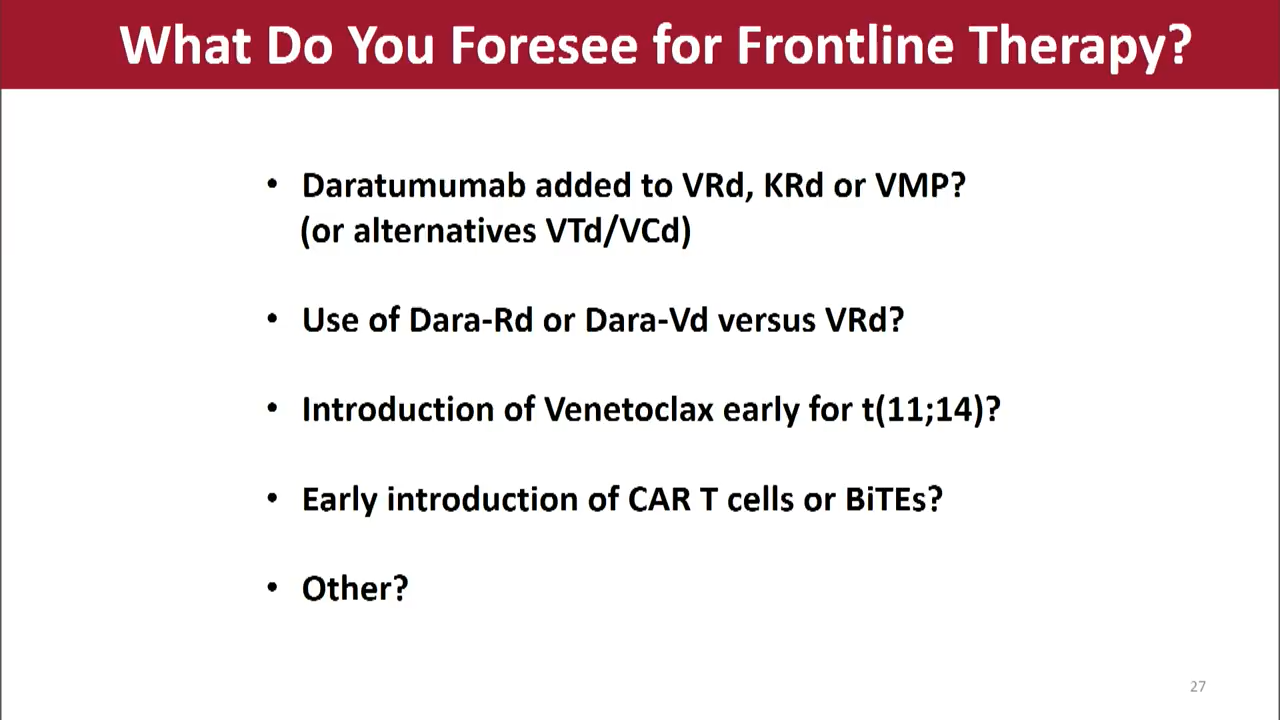 What Do You Foresee for Frontline Therapy?
• Daratumumab added to VRd, KRd or VMP?
(or alternatives VTd/VCd)
• Use of Dara-Rd or Dara-Vd versus VRd?
• Introduction of Venetoclax early for t(11;14)?
• Early introduction of CAR T cells or BiTEs?
• Other?
27